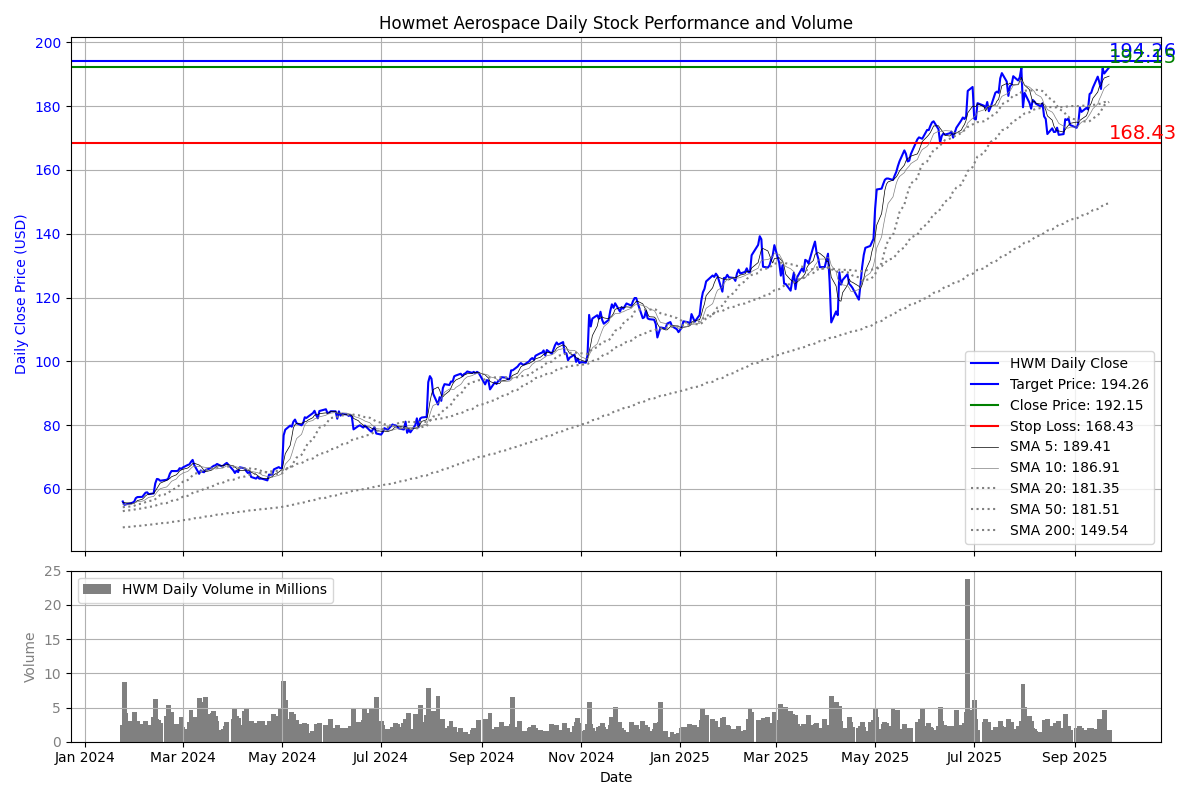 Howmet Aerospace Daily Stock Performance and Volume
200
180
160
140
120
100
80
60
Daily Close Price (USD)
194.26
192.15
168.43
HWM Daily Close
Target Price: 194.26
Close Price: 192.15
Stop Loss: 168.43
SMA 5: 189.41
SMA 10: 186.91
SMA 20: 181.35
SMA 50: 181.51
SMA 200: 149.54
25
20
15
10
5
0
Volume
HWM Daily Volume in Millions
Jan 2024 Mar 2024 May 2024 Jul 2024 Sep 2024 Nov 2024 Jan 2025 Mar 2025 May 2025 Jul 2025 Sep 2025
Date